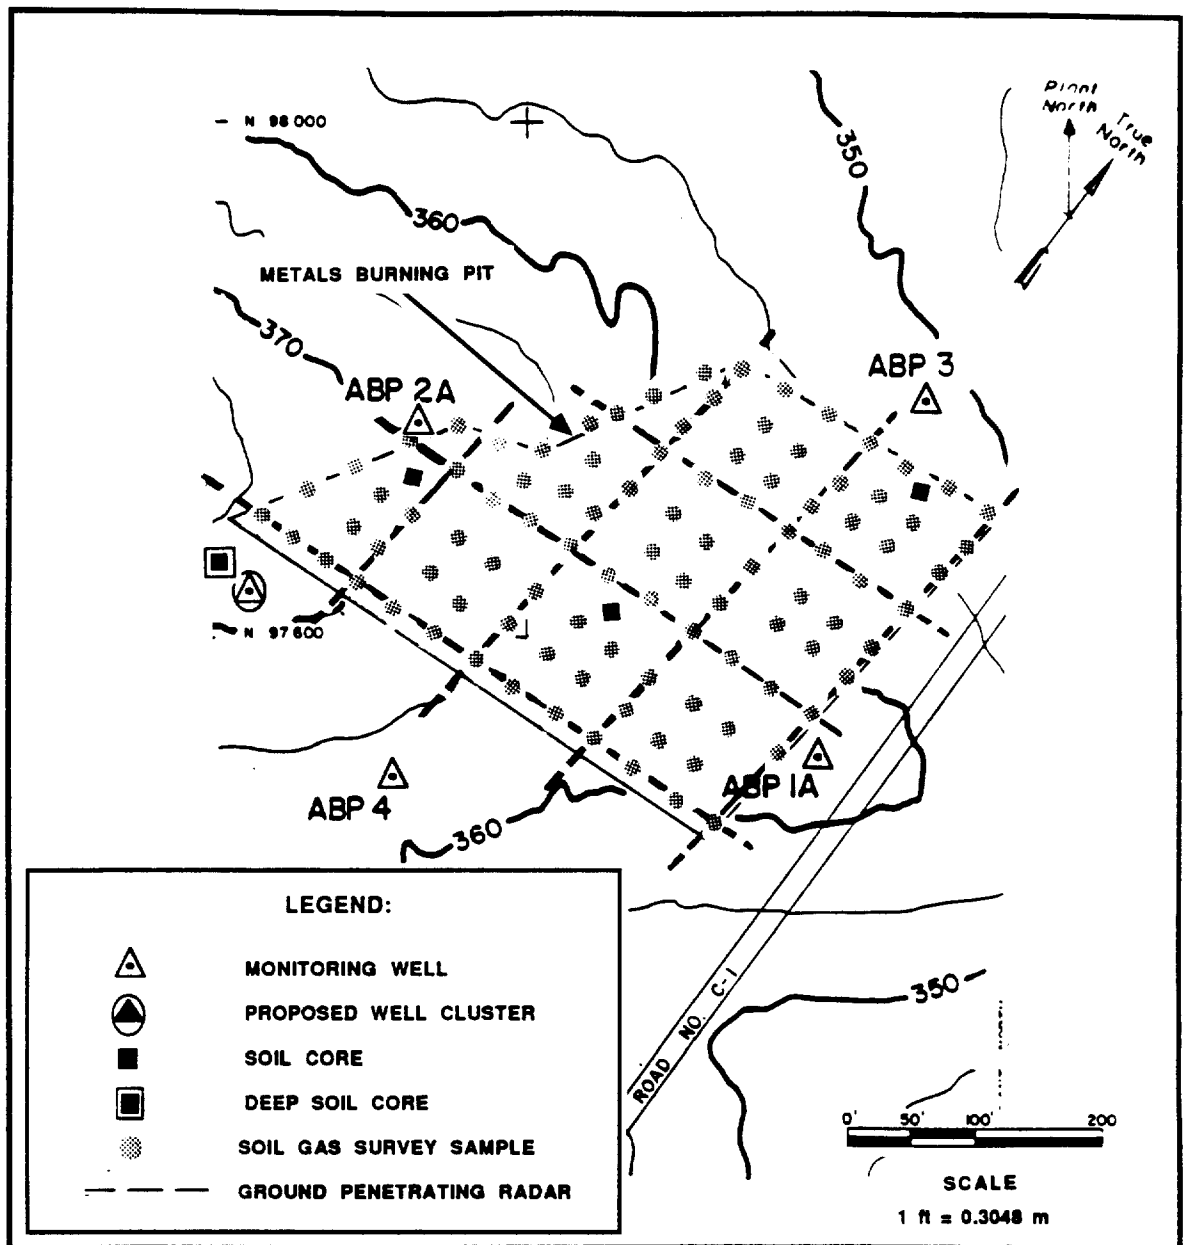 Plant
North
True
North
N 98 000
350
360
METALS BURNING PIT
370
ABP 2A
ABP 3
N 97 600
ABP 1A
ABP 4
360
LEGEND:
MONITORING WELL
PROPOSED WELL CLUSTER
SOIL CORE
DEEP SOIL CORE
SOIL GAS SURVEY SAMPLE
GROUND PENETRATING RADAR
ROAD NO. C-1
350
0' 50' 100' 200
SCALE
1 ft = 0.3048 m